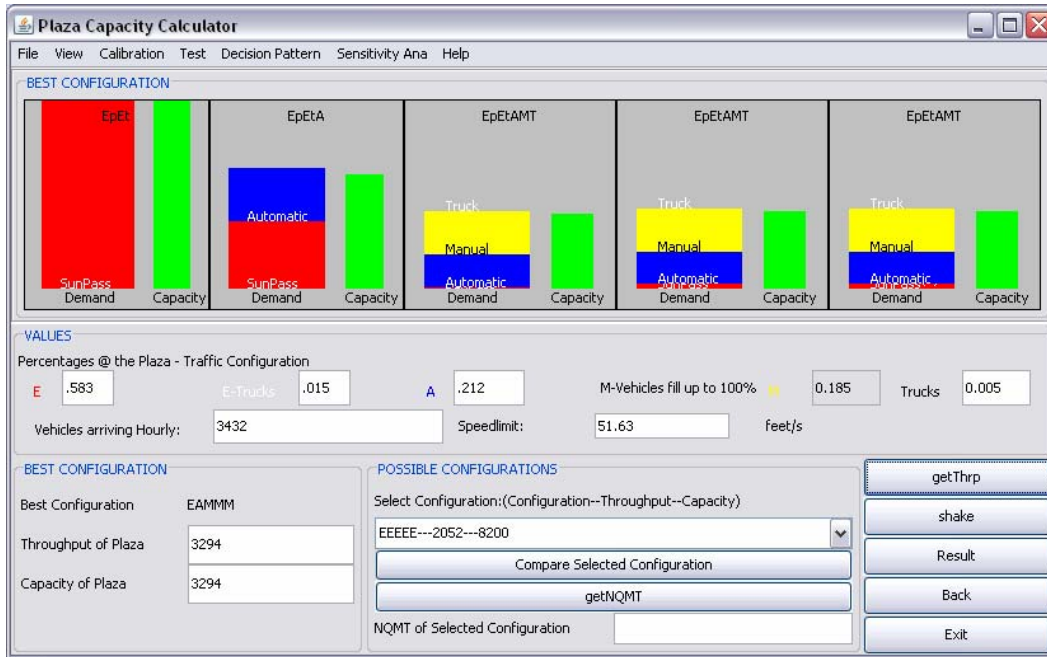 Plaza Capacity Calculator
File View Calibration Test Decision Pattern Sensitivity Ana Help
BEST CONFIGURATION
EpEt EpEtA EpEtAMT EpEtAMT EpEtAMT
Truck Truck Truck
Automatic
Manual Manual Manual
SunPass SunPass Automatic Automatic Automatic
SunPass SunPass
Demand Capacity Demand Capacity Demand Capacity Demand Capacity Demand Capacity
VALUES
Percentages @ the Plaza - Traffic Configuration
E .583 E-Trucks .015 A .212 M-Vehicles fill up to 100% M 0.185 Trucks 0.005
Vehicles arriving Hourly: 3432 Speedlimit: 51.63 feet/s
BEST CONFIGURATION
Best Configuration EAMMM
Throughput of Plaza 3294
Capacity of Plaza 3294
POSSIBLE CONFIGURATIONS
Select Configuration:(Configuration--Throughput--Capacity)
EEEEE---2052---8200
Compare Selected Configuration
getNQMT
NQMT of Selected Configuration
getThrp
shake
Result
Back
Exit